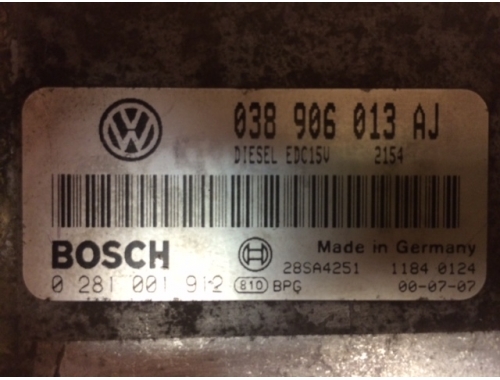 038 906 013 AJ
DIESEL EDC15V 2154
BOSCH
Made in Germany
28SA4251 1184 0124
0 281 001 912 810 BPG 00-07-07